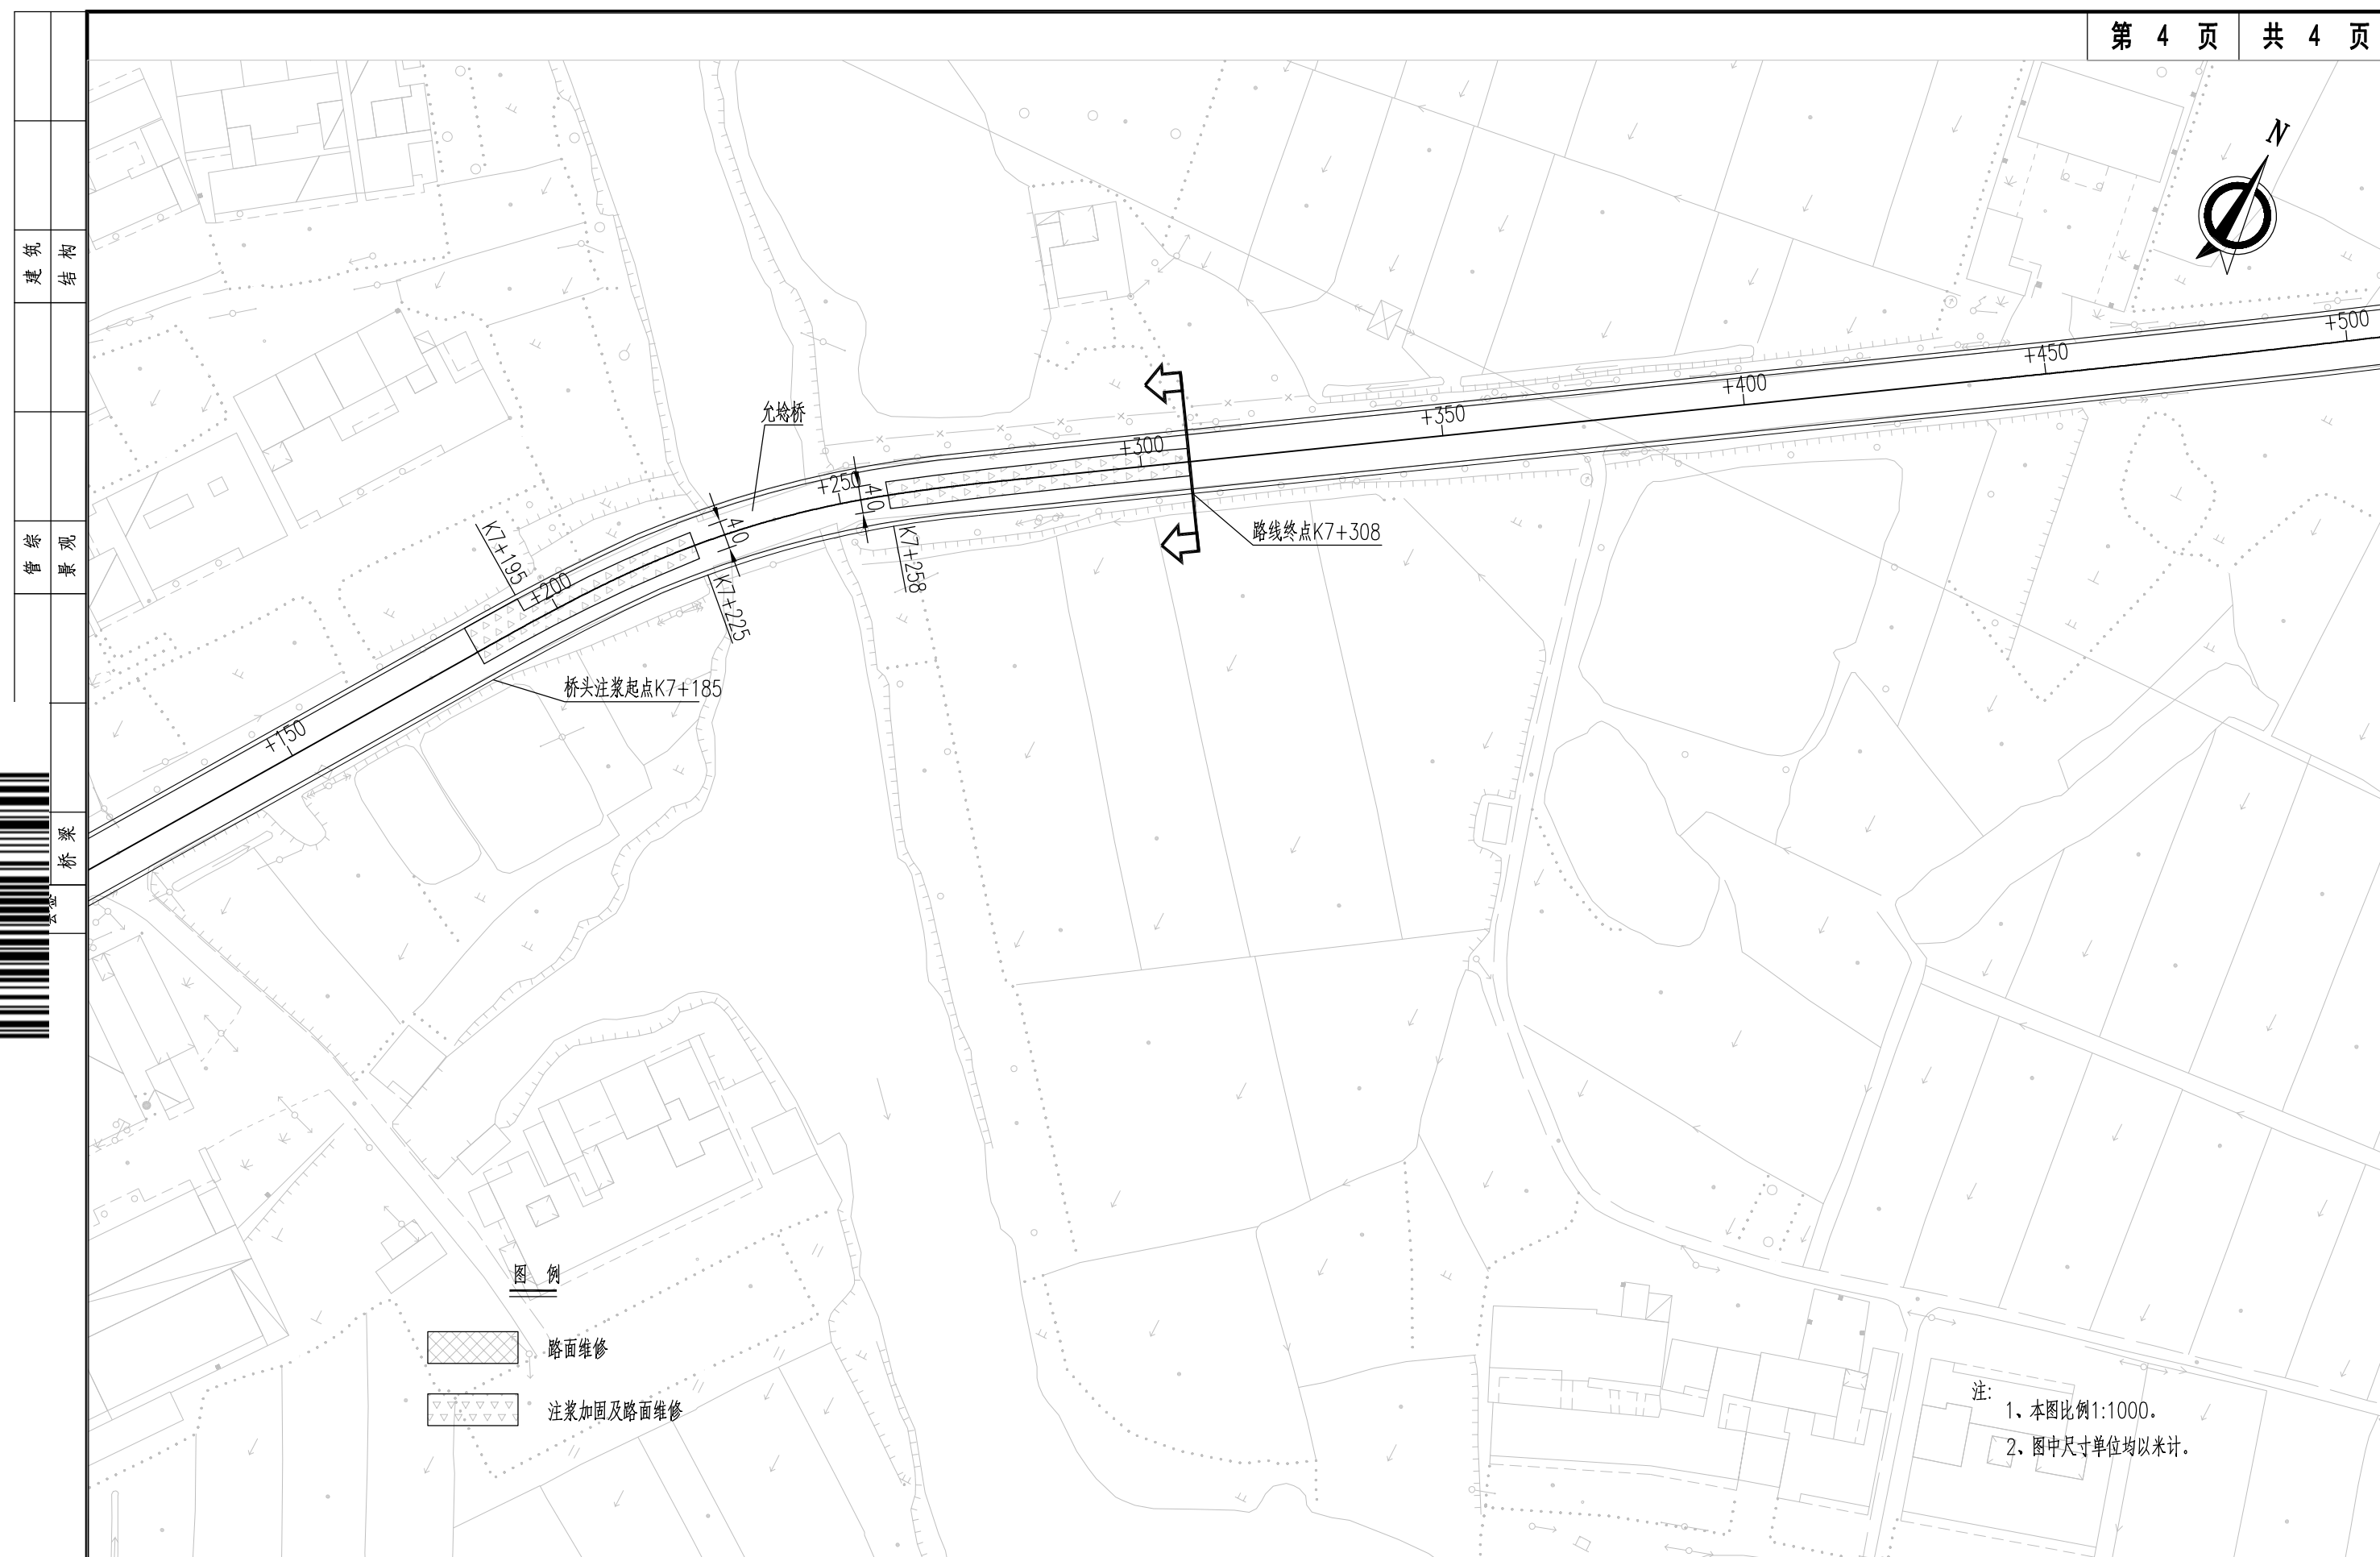 第 4 页 共 4 页
N
建筑
结构
管综
景观
桥梁
允埝桥
+500
+450
+400
+350
+300
+250
+200
+150
40
40
K7+195
K7+225
K7+258
路线终点K7+308
桥头注浆起点K7+185
图 例
路面维修
注浆加固及路面维修
注:
1、本图比例1:1000。
2、图中尺寸单位均以米计。